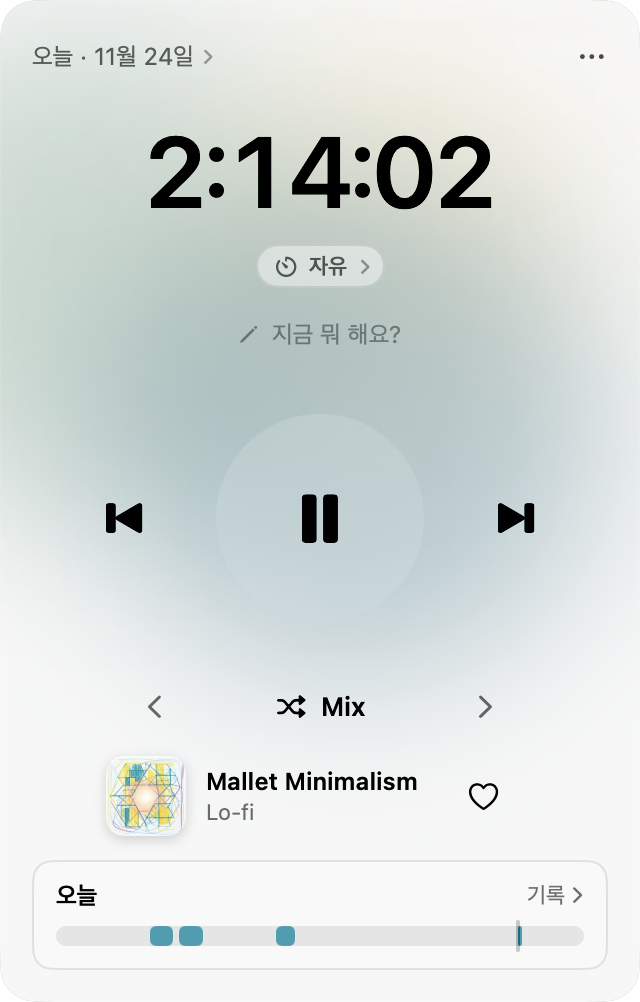 오늘 · 11월 24일
2:14:02
자유
지금 뭐 해요?
Mix
Mallet Minimalism
Lo-fi
오늘
기록